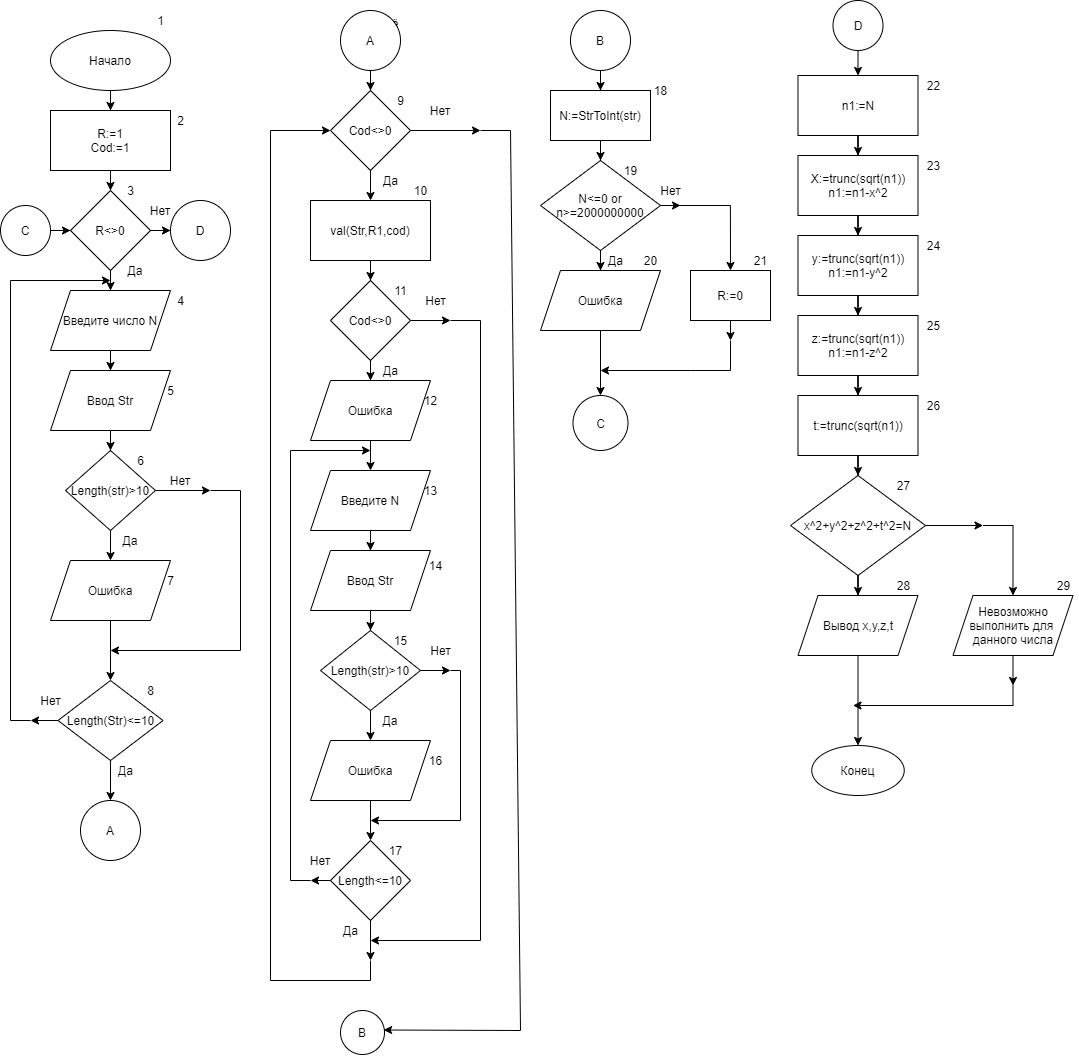 1
Начало
2
R:=1
Cod:=1
3
C
R<>0
Нет
D
Да
4
Введите число N
5
Ввод Str
6
Length(str)>10
Нет
Да
7
Ошибка
8
Нет
Length(Str)<=10
Да
A
A
9
Cod<>0
Нет
Да
10
val(Str,R1,cod)
11
Cod<>0
Нет
Да
12
Ошибка
13
Введите N
14
Ввод Str
15
Length(str)>10
Нет
Да
16
Ошибка
17
Нет
Length<=10
Да
B
B
18
N:=StrToInt(str)
19
N<=0 or
n>=2000000000
Нет
Да
20
Ошибка
21
R:=0
C
D
22
n1:=N
23
X:=trunc(sqrt(n1))
n1:=n1-x^2
24
y:=trunc(sqrt(n1))
n1:=n1-y^2
25
z:=trunc(sqrt(n1))
n1:=n1-z^2
26
t:=trunc(sqrt(n1))
27
x^2+y^2+z^2+t^2=N
28
Вывод x,y,z,t
29
Невозможно
выполнить для
данного числа
Конец